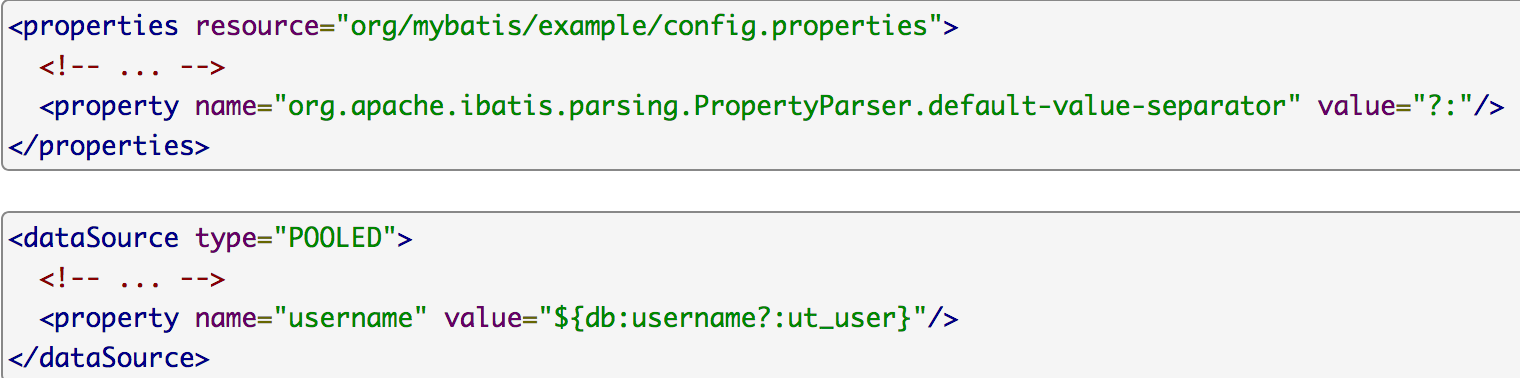 <properties resource="org/mybatis/example/config.properties">
  <!-- ... -->
  <property name="org.apache.ibatis.parsing.PropertyParser.default-value-separator" value="?:"/>
</properties>
<dataSource type="POOLED">
  <!-- ... -->
  <property name="username" value="${db:username?:ut_user}"/>
</dataSource>